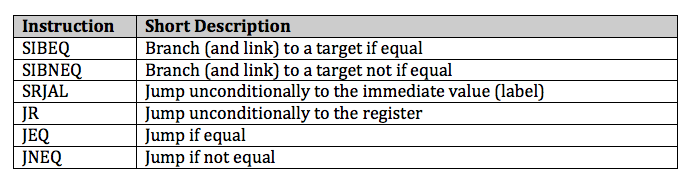 Instruction Short Description
SIBEQ Branch (and link) to a target if equal
SIBNEQ Branch (and link) to a target not if equal
SRJAL Jump unconditionally to the immediate value (label)
JR Jump unconditionally to the register
JEQ Jump if equal
JNEQ Jump if not equal